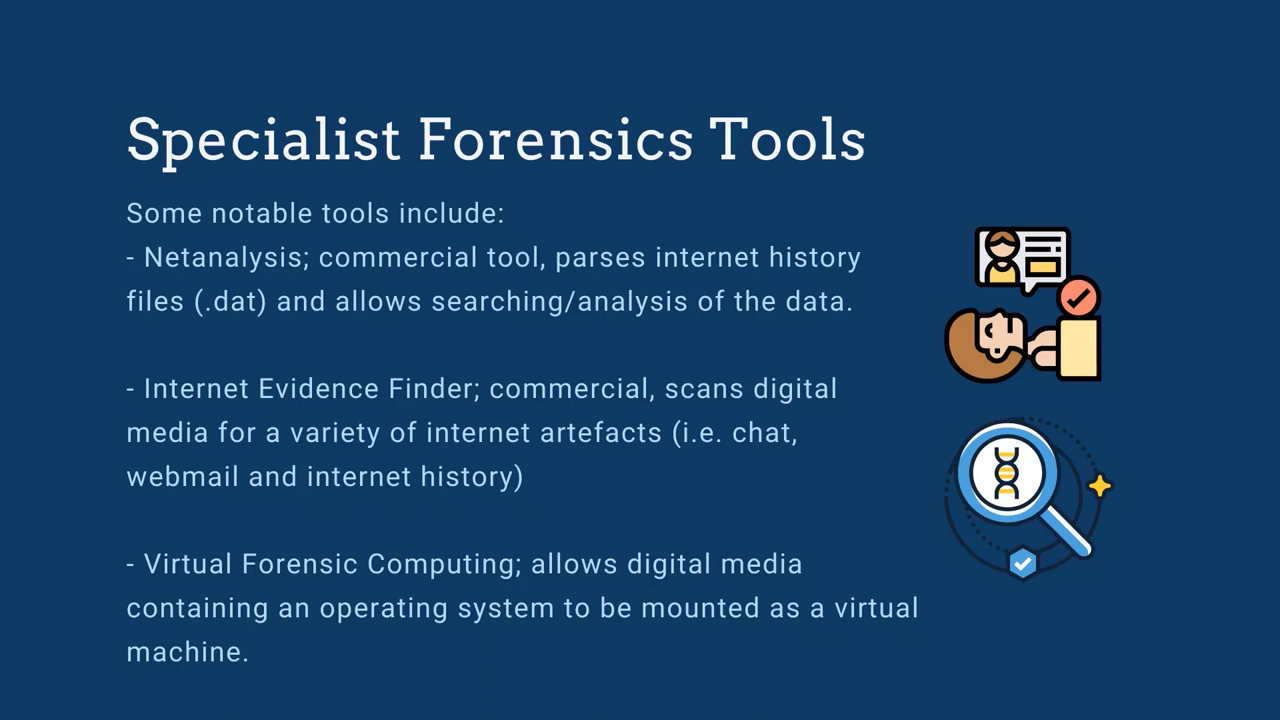 Specialist Forensics Tools
Some notable tools include:
- Netanalysis; commercial tool, parses internet history
files (.dat) and allows searching/analysis of the data.
- Internet Evidence Finder; commercial, scans digital
media for a variety of internet artefacts (i.e. chat,
webmail and internet history)
- Virtual Forensic Computing; allows digital media
containing an operating system to be mounted as a virtual
machine.